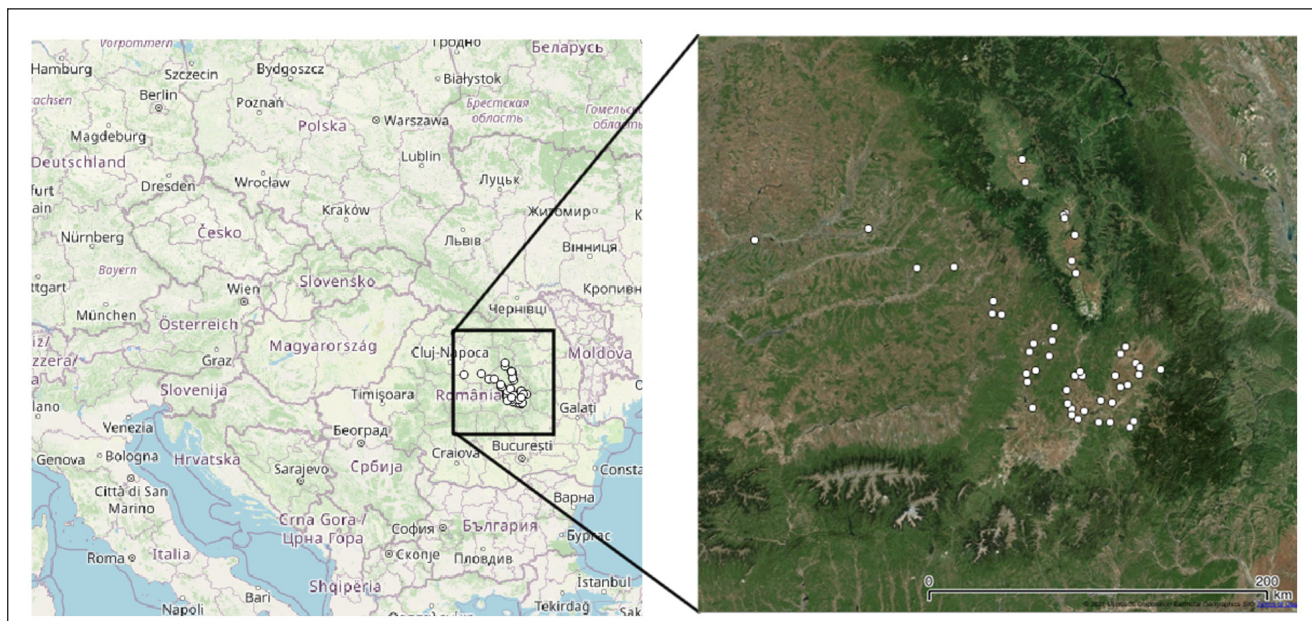 Vorpommern
Гродно
Беларусь
Hamburg
Szczecin
Bydgoszcz
Białystok
achsen
Berlin
Poznań
Брестская
область
Гомельс
област
Magdeburg
Polska
Warszawa
Deutschland
Lublin
furt
ain
Dresden
Wrocław
Луцьк
Kraków
Житомир
К
Nürnberg
Česko
Львів
Вінниця
Bayern
Slovensko
ttgart
Wien
Кропивн
München
Чернівці
Österreich
Magyarország
Cluj-Napoca
Moldova
iz/
zzera/
a
Graz
Slovenija
România
Timișoara
Galați
lano
Venezia
Београд
București
Genova
Bologna
Hrvatska
Craiova
Consta
Sarajevo
Србија
Città di San
Marino
Варна
Crna Gora /
Црна Гора
София
България
Бургас
Roma
Italia
Скопје
Пловдив
Shqipëria
İstanbul
Napoli
Bari
Tekirdağ
Sak
0
200
km